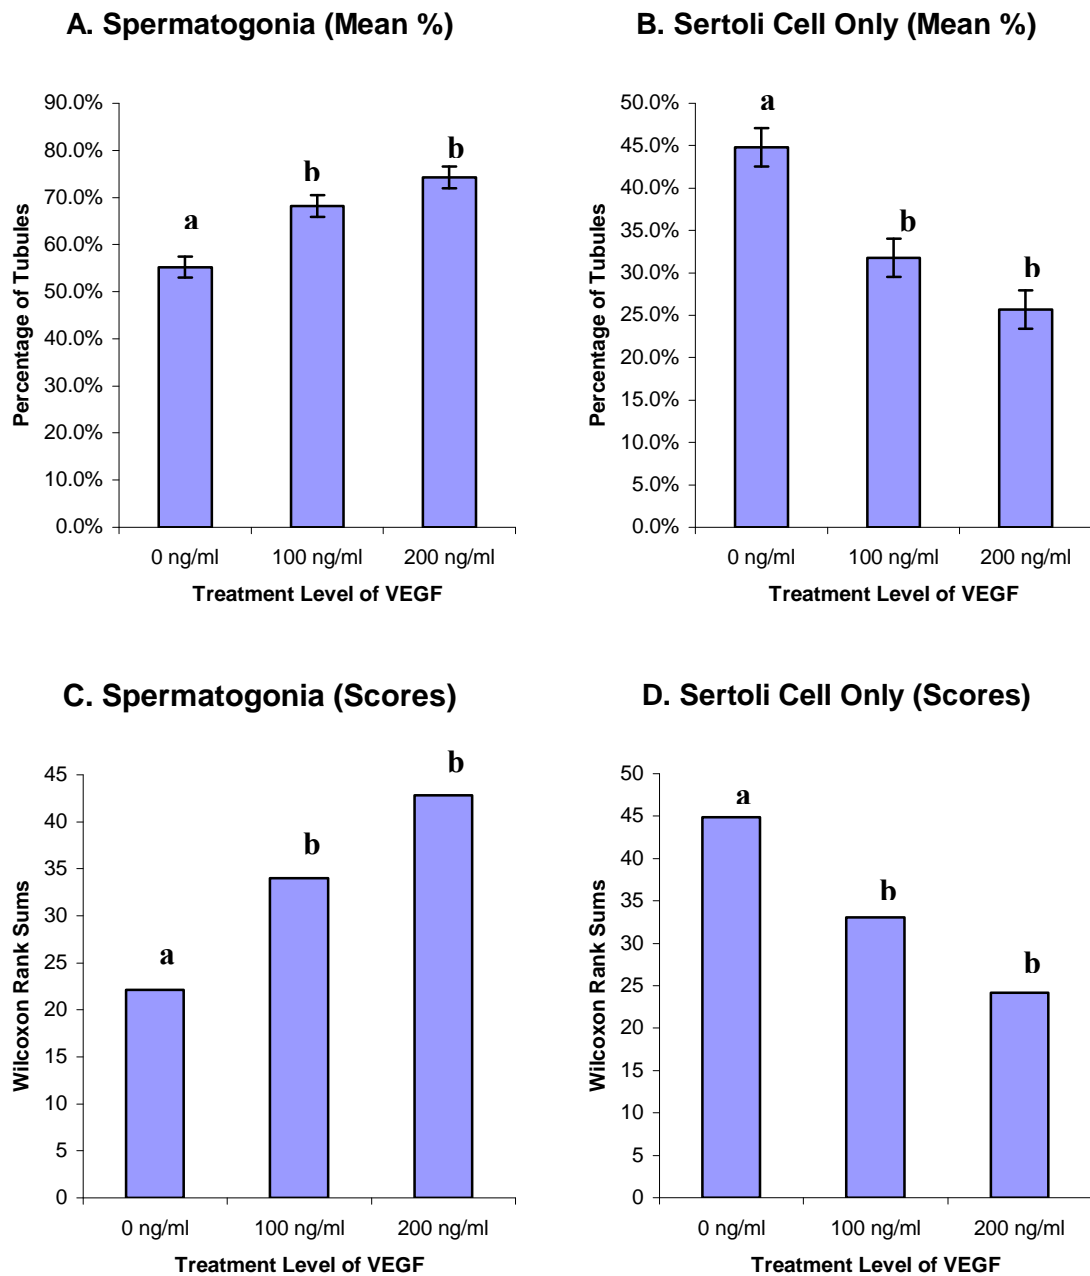 A. Spermatogonia (Mean %)
90.0%
80.0%
70.0%
60.0%
50.0%
40.0%
30.0%
20.0%
10.0%
0.0%
Percentage of Tubules
a
b
b
0 ng/ml 100 ng/ml 200 ng/ml
Treatment Level of VEGF
B. Sertoli Cell Only (Mean %)
50.0%
45.0%
40.0%
35.0%
30.0%
25.0%
20.0%
15.0%
10.0%
5.0%
0.0%
Percentage of Tubules
a
b
b
0 ng/ml 100 ng/ml 200 ng/ml
Treatment Level of VEGF
C. Spermatogonia (Scores)
45
40
35
30
25
20
15
10
5
0
Wilcoxon Rank Sums
a
b
b
0 ng/ml 100 ng/ml 200 ng/ml
Treatment Level of VEGF
D. Sertoli Cell Only (Scores)
50
45
40
35
30
25
20
15
10
5
0
Wilcoxon Rank Sums
a
b
b
0 ng/ml 100 ng/ml 200 ng/ml
Treatment Level of VEGF